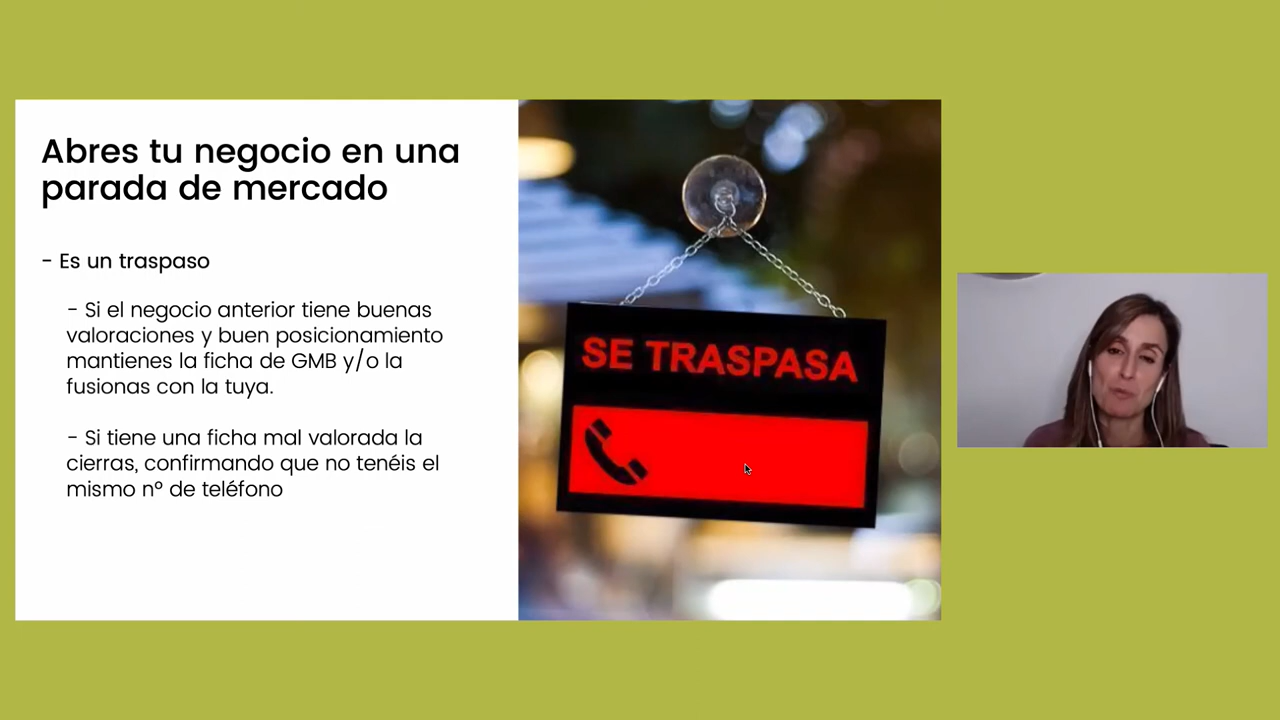 Abres tu negocio en una
parada de mercado
- Es un traspaso
- Si el negocio anterior tiene buenas
valoraciones y buen posicionamiento
mantienes la ficha de GMB y/o la
fusionas con la tuya.
- Si tiene una ficha mal valorada la
cierras, confirmando que no tenéis el
mismo nº de teléfono
SE TRASPASA